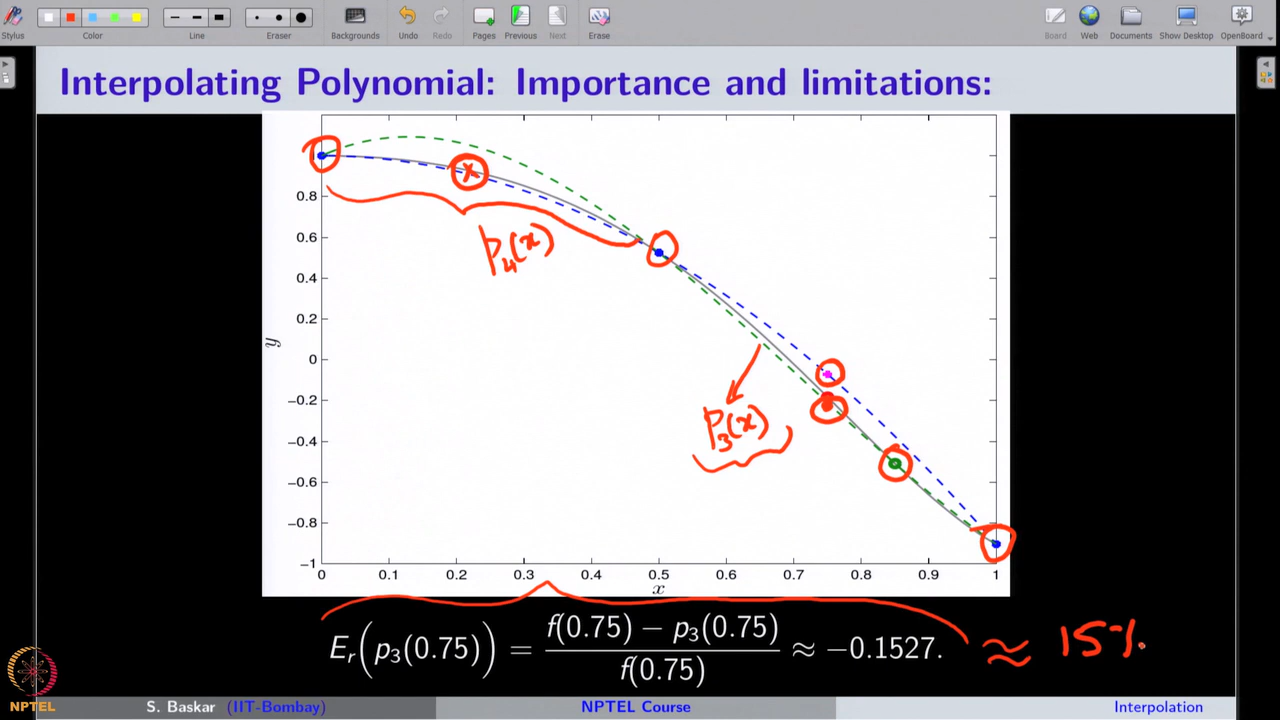 Stylus Color Line Eraser Backgrounds Undo Redo Pages Previous Next Erase Board Web Documents Show Desktop OpenBoard
Interpolating Polynomial: Importance and limitations:
0.8
0.6
0.4
0.2
0
−0.2
−0.4
−0.6
−0.8
−1
y
p₄(x)
p₃(x)
0 0.1 0.2 0.3 0.4 0.5 0.6 0.7 0.8 0.9 1
x
E_r(p₃(0.75)) = (f(0.75) − p₃(0.75)) / f(0.75) ≈ −0.1527. ≈ 15%.
NPTEL
S. Baskar (IIT-Bombay) NPTEL Course Interpolation